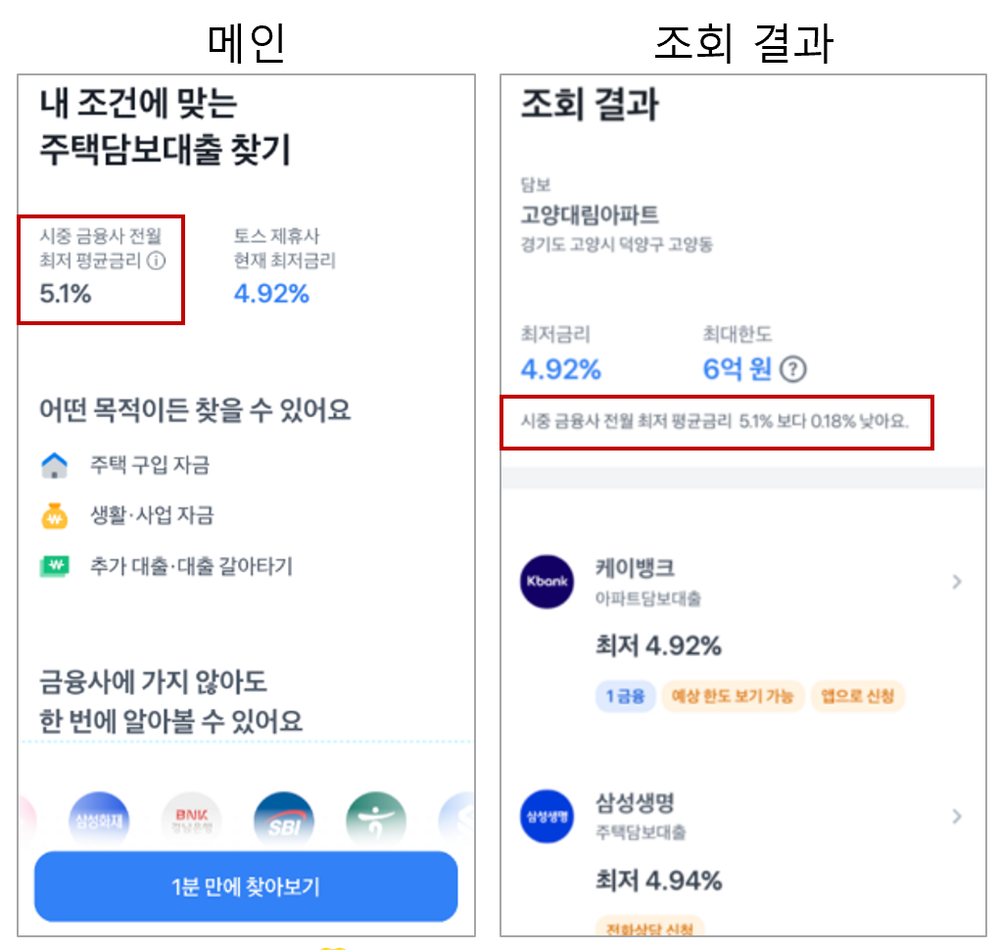 메인
내 조건에 맞는
주택담보대출 찾기
시중 금융사 전월
최저 평균금리
5.1%
토스 제휴사
현재 최저금리
4.92%
어떤 목적이든 찾을 수 있어요
주택 구입 자금
생활·사업 자금
추가 대출·대출 갈아타기
금융사에 가지 않아도
한 번에 알아볼 수 있어요
삼성화재
BNK
경남은행
SBI
1분 만에 찾아보기
조회 결과
조회 결과
담보
고양대림아파트
경기도 고양시 덕양구 고양동
최저금리
4.92%
최대한도
6억 원 ?
시중 금융사 전월 최저 평균금리 5.1% 보다 0.18% 낮아요.
Kbank
케이뱅크
아파트담보대출
최저 4.92%
1 금융
예상 한도 보기 가능
앱으로 신청
삼성생명
삼성생명
주택담보대출
최저 4.94%
전화상담 신청